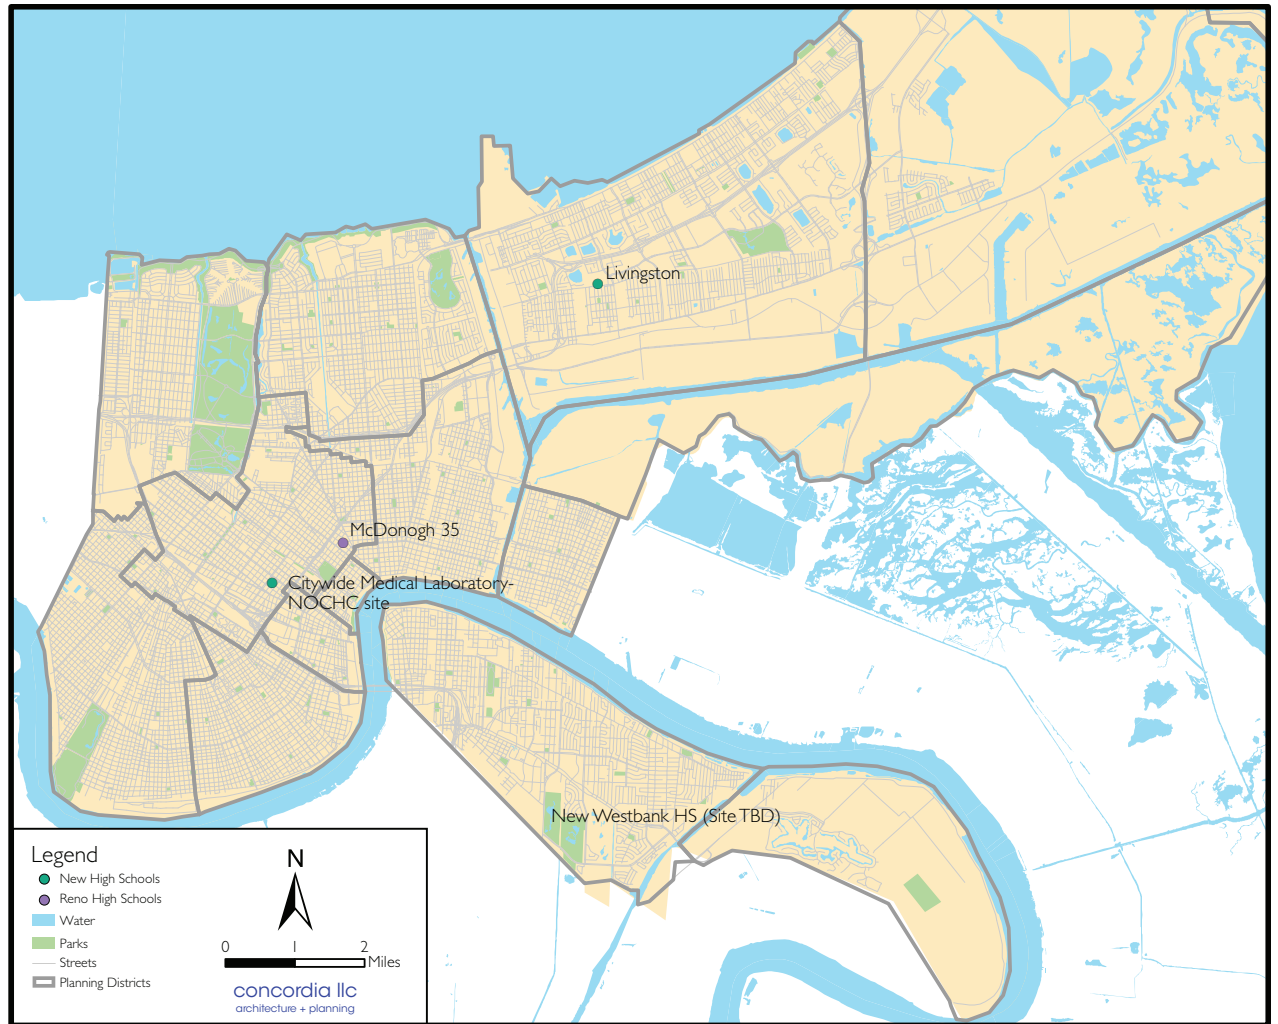 Livingston
McDonogh 35
Citywide Medical Laboratory-
NOCHC site
New Westbank HS (Site TBD)
Legend
New High Schools
Reno High Schools
Water
Parks
Streets
Planning Districts
N
0 1 2
Miles
concordia llc
architecture + planning